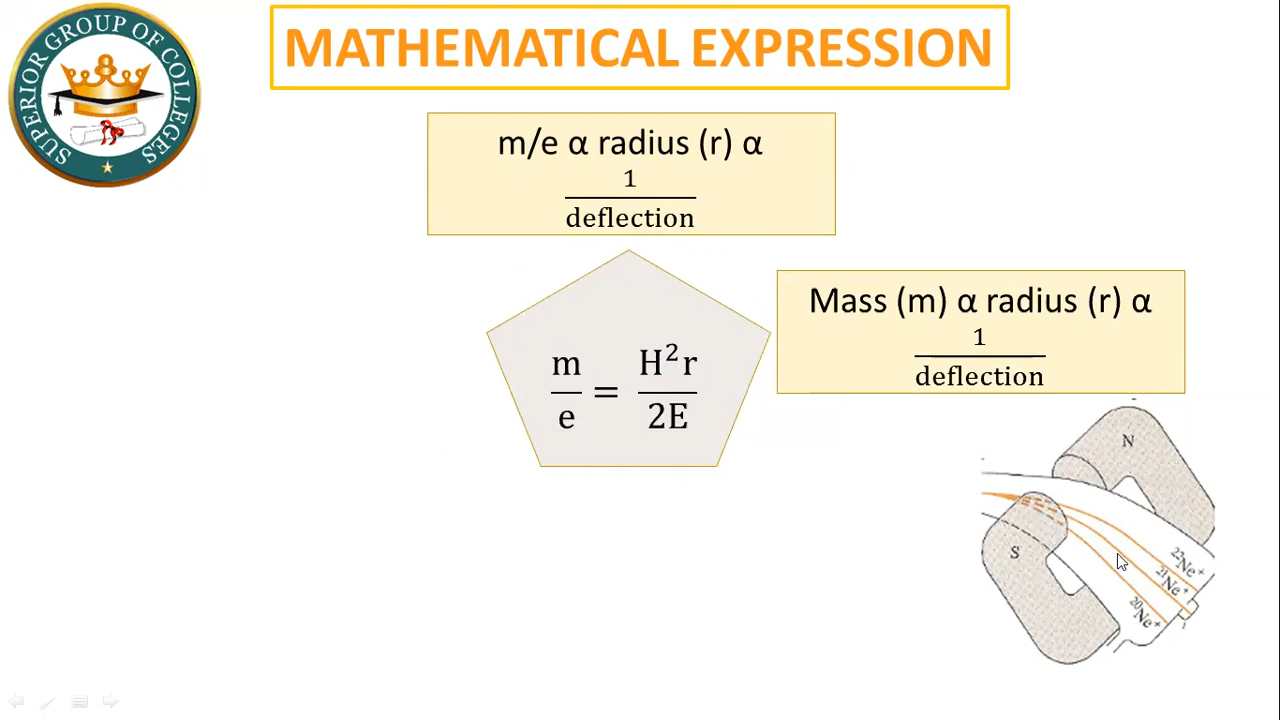 SUPERIOR GROUP OF COLLEGES
MATHEMATICAL EXPRESSION
m/e α radius (r) α
1
deflection
Mass (m) α radius (r) α
1
deflection
m/e = H²r/2E
N
S
²²Ne⁺
²¹Ne⁺
²⁰Ne⁺